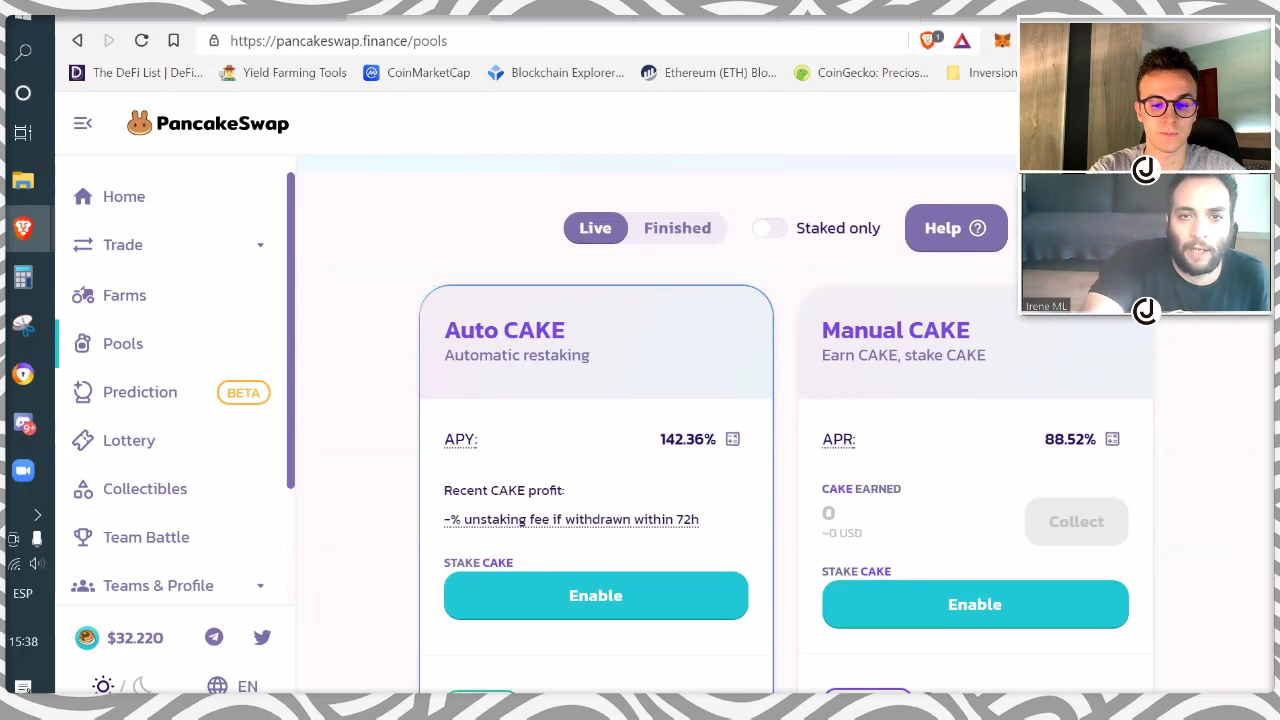 https://pancakeswap.finance/pools
1
The DeFi List | DeFi...
Yield Farming Tools
CoinMarketCap
Blockchain Explorer...
Ethereum (ETH) Blo...
CoinGecko: Precios...
Inversion
PancakeSwap
Home
Trade
Farms
Pools
Prediction
BETA
Lottery
Collectibles
Team Battle
Teams & Profile
$32.220
EN
Live
Finished
Staked only
Help
Auto CAKE
Automatic restaking
APY:
142.36%
Recent CAKE profit:
-% unstaking fee if withdrawn within 72h
STAKE CAKE
Enable
Manual CAKE
Earn CAKE, stake CAKE
APR:
88.52%
CAKE EARNED
0
~0 USD
Collect
STAKE CAKE
Enable
Irene ML
9+
ESP
15:38